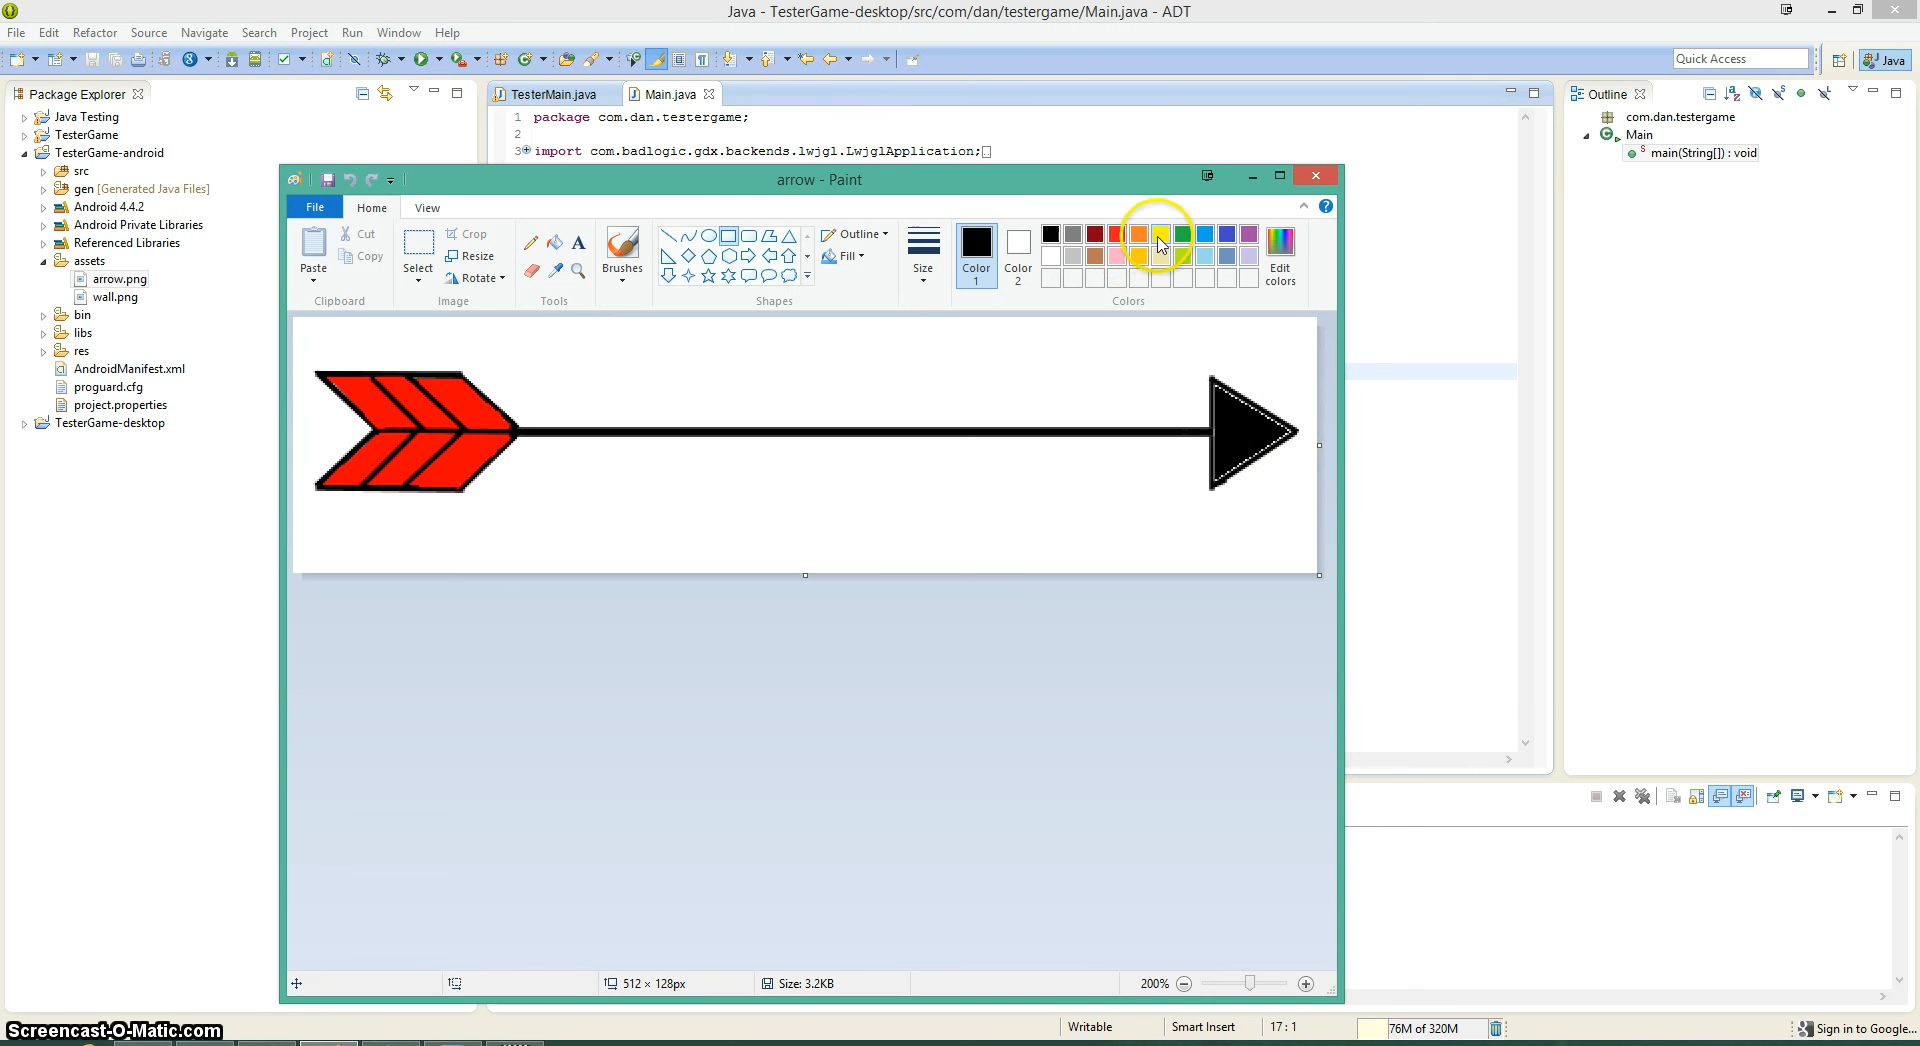 Java - TesterGame-desktop/src/com/dan/testergame/Main.java - ADT
File Edit Refactor Source Navigate Search Project Run Window Help
Quick Access
Java
Package Explorer
TesterMain.java
Main.java
Outline
Java Testing
TesterGame
TesterGame-android
src
gen [Generated Java Files]
Android 4.4.2
Android Private Libraries
Referenced Libraries
assets
arrow.png
wall.png
bin
libs
res
AndroidManifest.xml
proguard.cfg
project.properties
TesterGame-desktop
1 package com.dan.testergame;
2
3 import com.badlogic.gdx.backends.lwjgl.LwjglApplication;
com.dan.testergame
Main
main(String[]) : void
arrow - Paint
File Home View
Paste
Cut
Copy
Clipboard
Select
Crop
Resize
Rotate
Image
Tools
Brushes
Shapes
Outline
Fill
Size
Color 1
Color 2
Edit colors
Colors
512 × 128px
Size: 3.2KB
200%
Writable
Smart Insert
17 : 1
76M of 320M
Sign in to Google...
Screencast-O-Matic.com